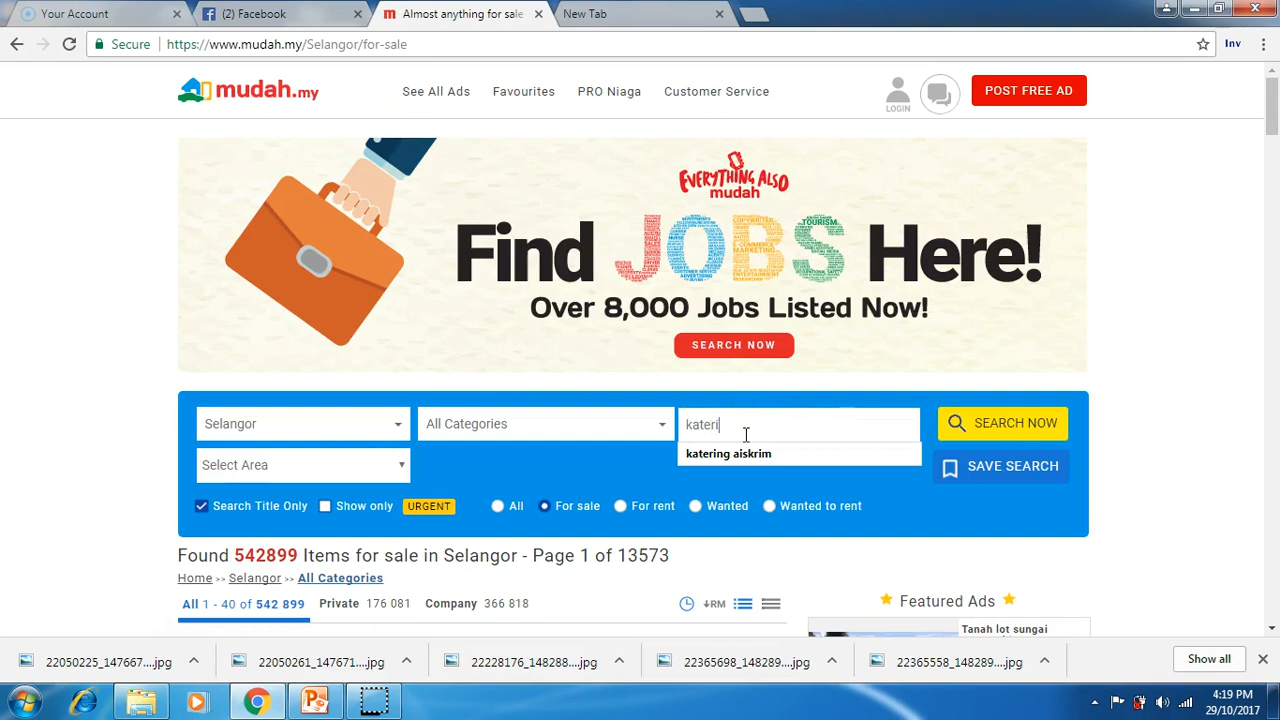 Your Account
(2) Facebook
Almost anything for sale
New Tab
Secure
https://www.mudah.my/Selangor/for-sale
Inv
mudah.my
See All Ads
Favourites
PRO Niaga
Customer Service
LOGIN
POST FREE AD
EVERYTHING ALSO
mudah
Find JOBS Here!
Over 8,000 Jobs Listed Now!
SEARCH NOW
Selangor
All Categories
kateri
SEARCH NOW
katering aiskrim
Select Area
SAVE SEARCH
Search Title Only
Show only
URGENT
All
For sale
For rent
Wanted
Wanted to rent
Found 542899 Items for sale in Selangor - Page 1 of 13573
Home >> Selangor >> All Categories
All 1 - 40 of 542 899
Private 176 081
Company 366 818
RM
Featured Ads
Tanah lot sungai
22050225_147667....jpg
22050261_147671....jpg
22228176_148288....jpg
22365698_148289....jpg
22365558_148289....jpg
Show all
4:19 PM
29/10/2017